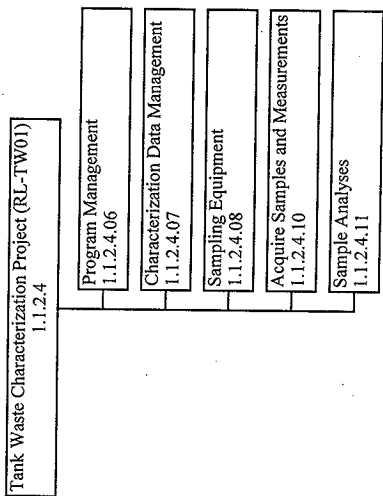 Tank Waste Characterization Project (RL-TW01)
1.1.2.4
Program Management
1.1.2.4.06
Characterization Data Management
1.1.2.4.07
Sampling Equipment
1.1.2.4.08
Acquire Samples and Measurements
1.1.2.4.10
Sample Analyses
1.1.2.4.11